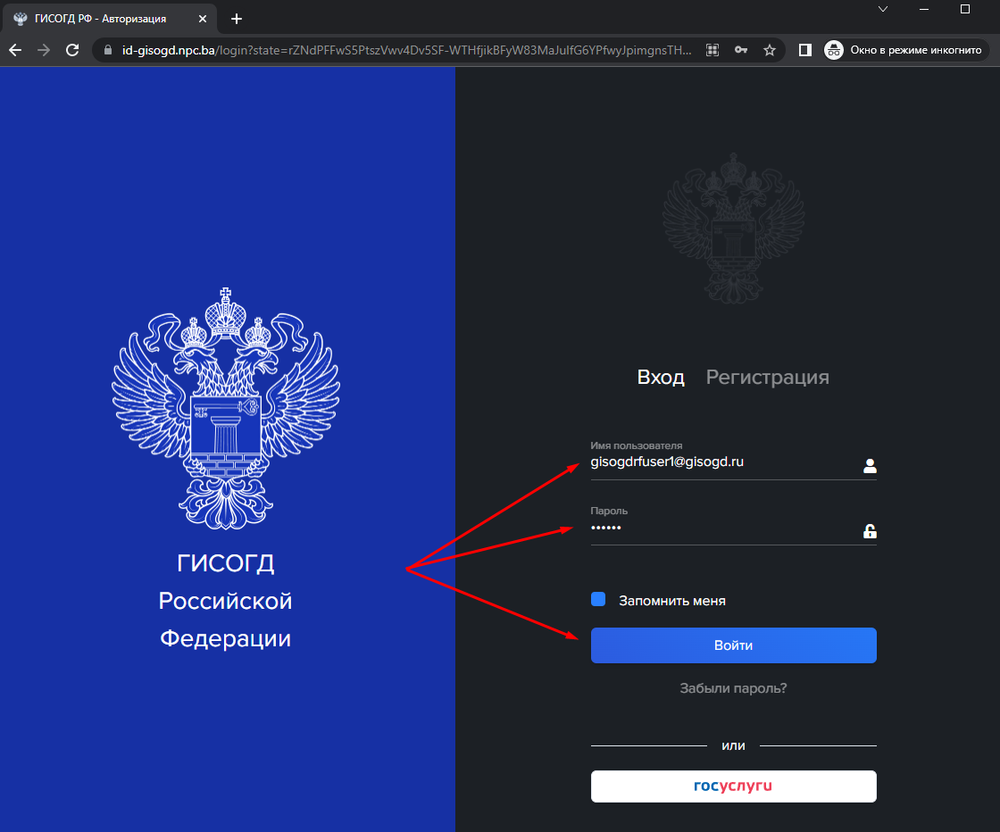 ГИСОГД РФ - Авторизация
id-gisogd.npc.ba/login?state=rZNdPFFwS5PtszVwv4Dv5SF-WTHfjikBFyW83MaJuIfG6YPfwyJpimgnsTH...
Окно в режиме инкогнито
ГИСОГД
Российской
Федерации
Вход Регистрация
Имя пользователя
gisogdrfuser1@gisogd.ru
Пароль
••••••
Запомнить меня
Войти
Забыли пароль?
или
госуслуги